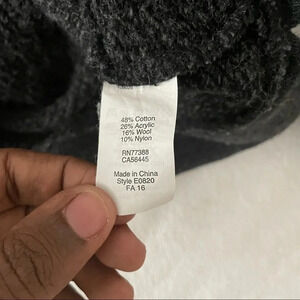 48% Cotton
26% Acrylic
16% Wool
10% Nylon
RN77388
CA56445
Made in China
Style E0820
FA 16